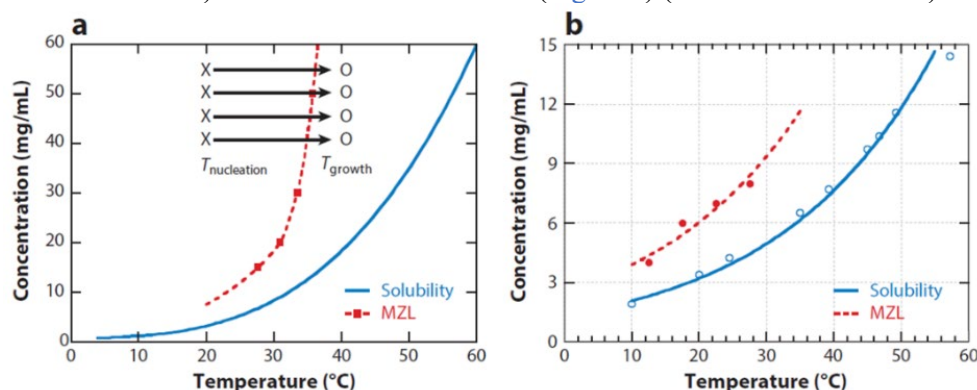 a
60
50
40
30
20
10
0
Concentration (mg/mL)
X O
X O
X O
X O
Tnucleation Tgrowth
Solubility
MZL
0 10 20 30 40 50 60
Temperature (°C)
b
15
12
9
6
3
0
Concentration (mg/mL)
Solubility
MZL
0 10 20 30 40 50 60
Temperature (°C)